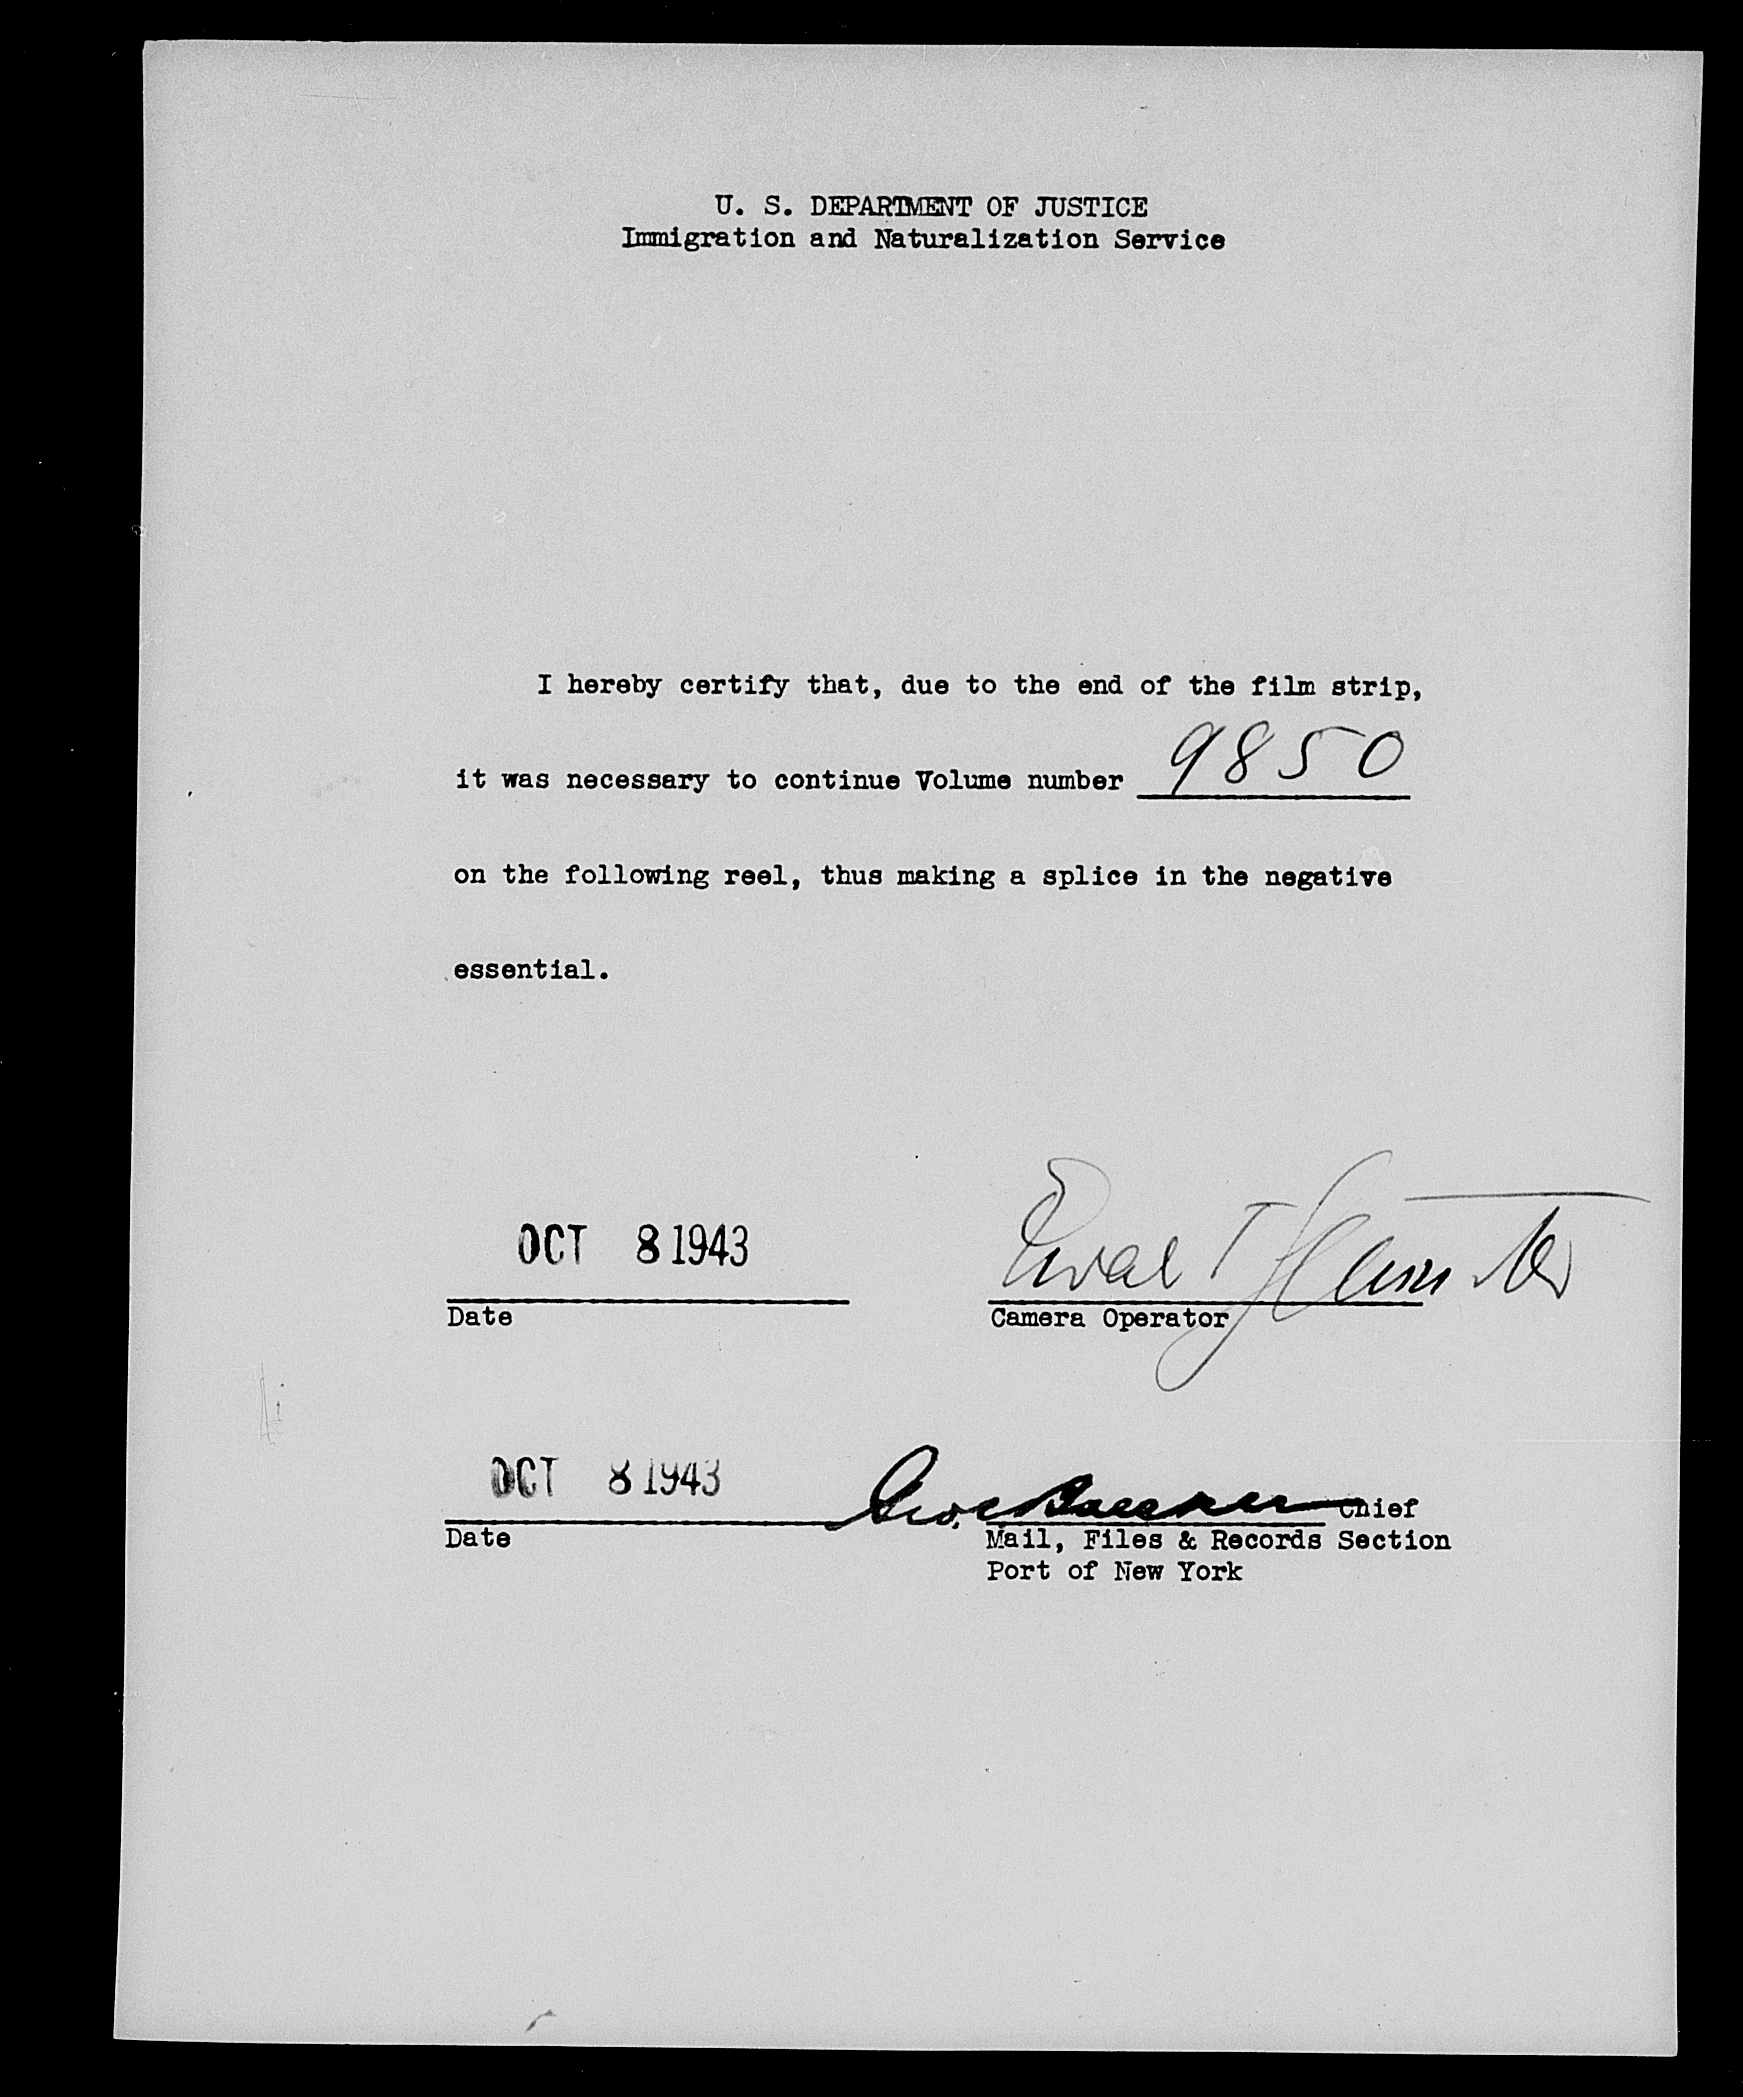 U. S. DEPARTMENT OF JUSTICE
Immigration and Naturalization Service
I hereby certify that, due to the end of the film strip,
it was necessary to continue Volume number 9850
on the following reel, thus making a splice in the negative
essential.
OCT 8 1943
Date
Camera Operator
OCT 8 1943
Geo. Chief
Date
Mail, Files & Records Section
Port of New York